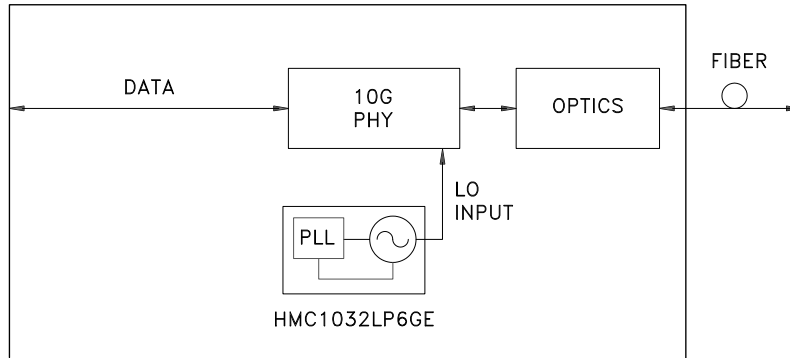 DATA
10G
PHY
OPTICS
FIBER
LO
INPUT
PLL
HMC1032LP6GE